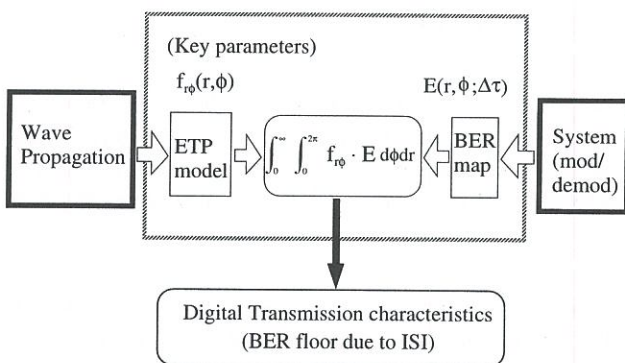 (Key parameters)
f_rϕ(r,ϕ)
E(r,ϕ;Δτ)
Wave
Propagation
ETP
model
∫_0^∞ ∫_0^2π f_rϕ · E dϕdr
BER
map
System
(mod/
demod)
Digital Transmission characteristics
(BER floor due to ISI)